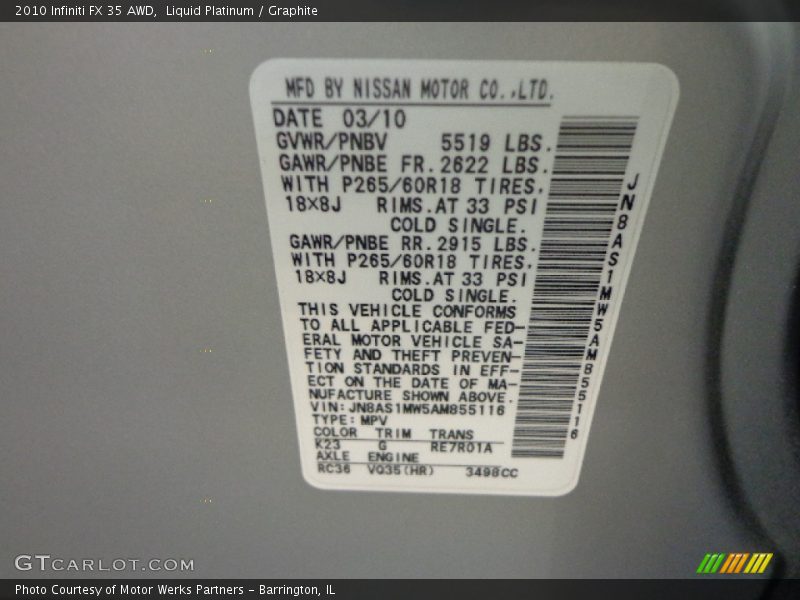 2010 Infiniti FX 35 AWD,  Liquid Platinum / Graphite
MFD BY NISSAN MOTOR CO.,LTD.
DATE 03/10
GVWR/PNBV 5519 LBS.
GAWR/PNBE FR. 2622 LBS.
WITH P265/60R18 TIRES.
18×8J RIMS. AT 33 PSI
COLD SINGLE.
GAWR/PNBE RR. 2915 LBS.
WITH P265/60R18 TIRES.
18×8J RIMS. AT 33 PSI
COLD SINGLE.
THIS VEHICLE CONFORMS
TO ALL APPLICABLE FED-
ERAL MOTOR VEHICLE SA-
FETY AND THEFT PREVEN-
TION STANDARDS IN EFF-
ECT ON THE DATE OF MA-
NUFACTURE SHOWN ABOVE.
VIN: JN8AS1MW5AM855116
TYPE: MPV
COLOR TRIM TRANS
K23 G RE7R01A
AXLE ENGINE
RC36 VQ35(HR) 3498CC
JN8AS1MW5AM855116
GTCARLOT.COM
Photo Courtesy of Motor Werks Partners - Barrington, IL